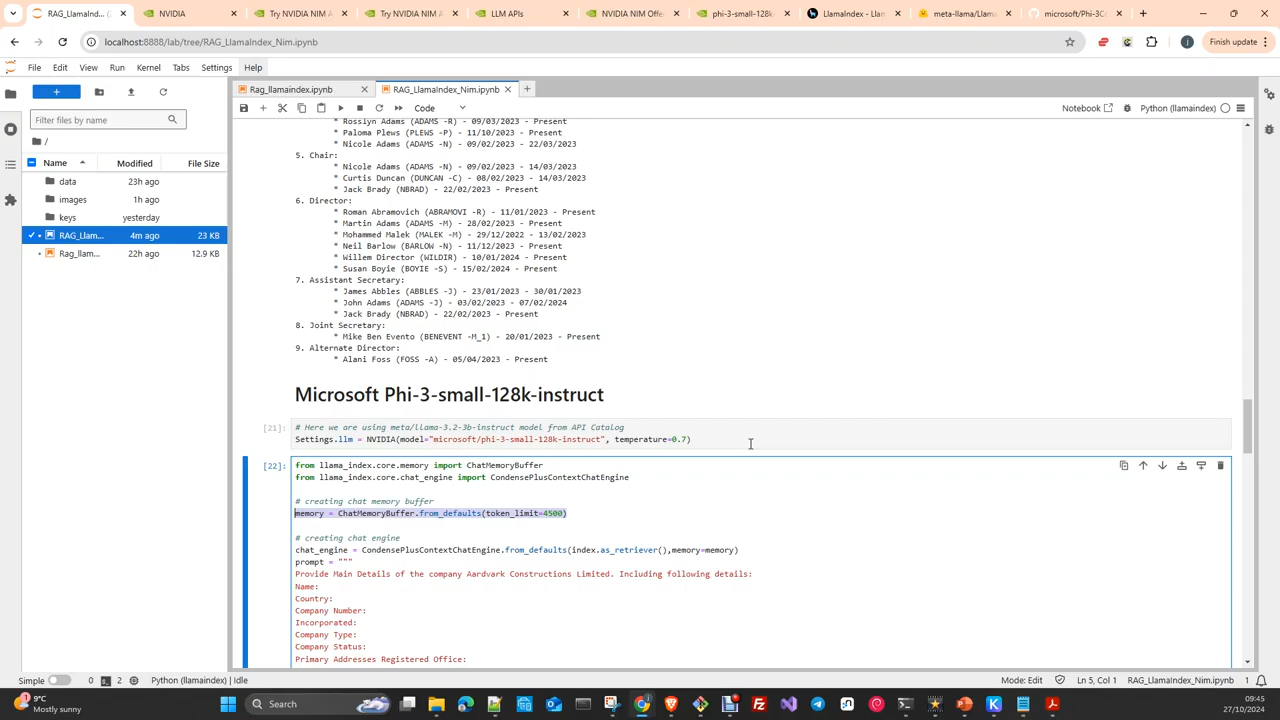 RAG_LlamaIndex_ (
NVIDIA
Try NVIDIA NIM A
Try NVIDIA NIM A
LLM APIs
NVIDIA NIM Offe
phi-3-small-128k
LlamaIndex - Llam
meta-llama/Llam
microsoft/Phi-3C
localhost:8888/lab/tree/RAG_LlamaIndex_Nim.ipynb
Finish update
File Edit View Run Kernel Tabs Settings Help
Rag_llamaindex.ipynb
RAG_LlamaIndex_Nim.ipynb
Filter files by name
Code
Notebook
Python (llamaindex)
/
Name Modified File Size
data 23h ago
images 1h ago
keys yesterday
RAG_Llam... 4m ago 23 KB
Rag_llam... 22h ago 12.9 KB
* Rosslyn Adams (ADAMS -R) - 09/03/2023 - Present
* Paloma Plews (PLEWS -P) - 11/10/2023 - Present
* Nicole Adams (ADAMS -N) - 09/02/2023 - 22/03/2023
5. Chair:
* Nicole Adams (ADAMS -N) - 09/02/2023 - 14/03/2023
* Curtis Duncan (DUNCAN -C) - 08/02/2023 - 14/03/2023
* Jack Brady (NBRAD) - 22/02/2023 - Present
6. Director:
* Roman Abramovich (ABRAMOVI -R) - 11/01/2023 - Present
* Martin Adams (ADAMS -M) - 28/02/2023 - Present
* Mohammed Malek (MALEK -M) - 29/12/2022 - 13/02/2023
* Neil Barlow (BARLOW -N) - 11/12/2023 - Present
* Willem Director (WILDIR) - 10/01/2024 - Present
* Susan Boyie (BOYIE -S) - 15/02/2024 - Present
7. Assistant Secretary:
* James Abbles (ABBLES -J) - 23/01/2023 - 30/01/2023
* John Adams (ADAMS -J) - 03/02/2023 - 07/02/2024
* Jack Brady (NBRAD) - 22/02/2023 - Present
8. Joint Secretary:
* Mike Ben Evento (BENEVENT -M_1) - 20/01/2023 - Present
9. Alternate Director:
* Alani Foss (FOSS -A) - 05/04/2023 - Present
Microsoft Phi-3-small-128k-instruct
[21]:
# Here we are using meta/llama-3.2-3b-instruct model from API Catalog
Settings.llm = NVIDIA(model="microsoft/phi-3-small-128k-instruct", temperature=0.7)
[22]:
from llama_index.core.memory import ChatMemoryBuffer
from llama_index.core.chat_engine import CondensePlusContextChatEngine
# creating chat memory buffer
memory = ChatMemoryBuffer.from_defaults(token_limit=4500)
# creating chat engine
chat_engine = CondensePlusContextChatEngine.from_defaults(index.as_retriever(),memory=memory)
prompt = """
Provide Main Details of the company Aardvark Constructions Limited. Including following details:
Name:
Country:
Company Number:
Incorporated:
Company Type:
Company Status:
Primary Addresses Registered Office:
Simple 0 2 Python (llamaindex) | Idle
Mode: Edit Ln 5, Col 1 RAG_LlamaIndex_Nim.ipynb 1
9°C
Mostly sunny
Search
09:45
27/10/2024